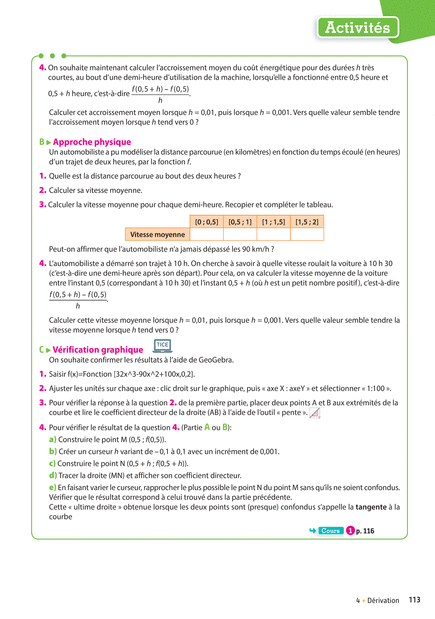 Activités
4. On souhaite maintenant calculer l'accroissement moyen du coût énergétique pour des durées h très
courtes, au bout d'une demi-heure d'utilisation de la machine, lorsqu'elle a fonctionné entre 0,5 heure et
0,5 + h heure, c'est-à-dire f(0,5 + h) – f(0,5) / h.
Calculer cet accroissement moyen lorsque h = 0,01, puis lorsque h = 0,001. Vers quelle valeur semble tendre
l'accroissement moyen lorsque h tend vers 0 ?
B ▶ Approche physique
Un automobiliste a pu modéliser la distance parcourue (en kilomètres) en fonction du temps écoulé (en heures)
d'un trajet de deux heures, par la fonction f.
1. Quelle est la distance parcourue au bout des deux heures ?
2. Calculer sa vitesse moyenne.
3. Calculer la vitesse moyenne pour chaque demi-heure. Recopier et compléter le tableau.
[0 ; 0,5] [0,5 ; 1] [1 ; 1,5] [1,5 ; 2]
Vitesse moyenne
Peut-on affirmer que l'automobiliste n'a jamais dépassé les 90 km/h ?
4. L'automobiliste a démarré son trajet à 10 h. On cherche à savoir à quelle vitesse roulait la voiture à 10 h 30
(c'est-à-dire une demi-heure après son départ). Pour cela, on va calculer la vitesse moyenne de la voiture
entre l'instant 0,5 (correspondant à 10 h 30) et l'instant 0,5 + h (où h est un petit nombre positif), c'est-à-dire
f(0,5 + h) – f(0,5) / h.
Calculer cette vitesse moyenne lorsque h = 0,01, puis lorsque h = 0,001. Vers quelle valeur semble tendre la
vitesse moyenne lorsque h tend vers 0 ?
C ▶ Vérification graphique TICE
On souhaite confirmer les résultats à l'aide de GeoGebra.
1. Saisir f(x)=Fonction [32x^3-90x^2+100x,0,2].
2. Ajuster les unités sur chaque axe : clic droit sur le graphique, puis « axe X : axeY » et sélectionner « 1:100 ».
3. Pour vérifier la réponse à la question 2. de la première partie, placer deux points A et B aux extrémités de la
courbe et lire le coefficient directeur de la droite (AB) à l'aide de l'outil « pente ».
4. Pour vérifier le résultat de la question 4. (Partie A ou B):
a) Construire le point M (0,5 ; f(0,5)).
b) Créer un curseur h variant de – 0,1 à 0,1 avec un incrément de 0,001.
c) Construire le point N (0,5 + h ; f(0,5 + h)).
d) Tracer la droite (MN) et afficher son coefficient directeur.
e) En faisant varier le curseur, rapprocher le plus possible le point N du point M sans qu'ils ne soient confondus.
Vérifier que le résultat correspond à celui trouvé dans la partie précédente.
Cette « ultime droite » obtenue lorsque les deux points sont (presque) confondus s'appelle la tangente à la
courbe
Cours 1 p. 116
4 • Dérivation 113